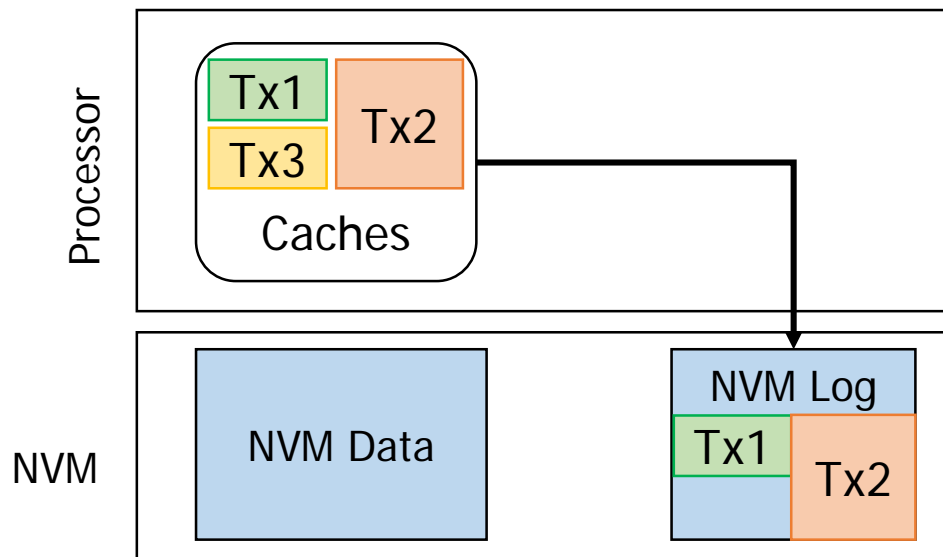 Processor
Tx1
Tx2
Tx3
Caches
NVM
NVM Data
NVM Log
Tx1
Tx2